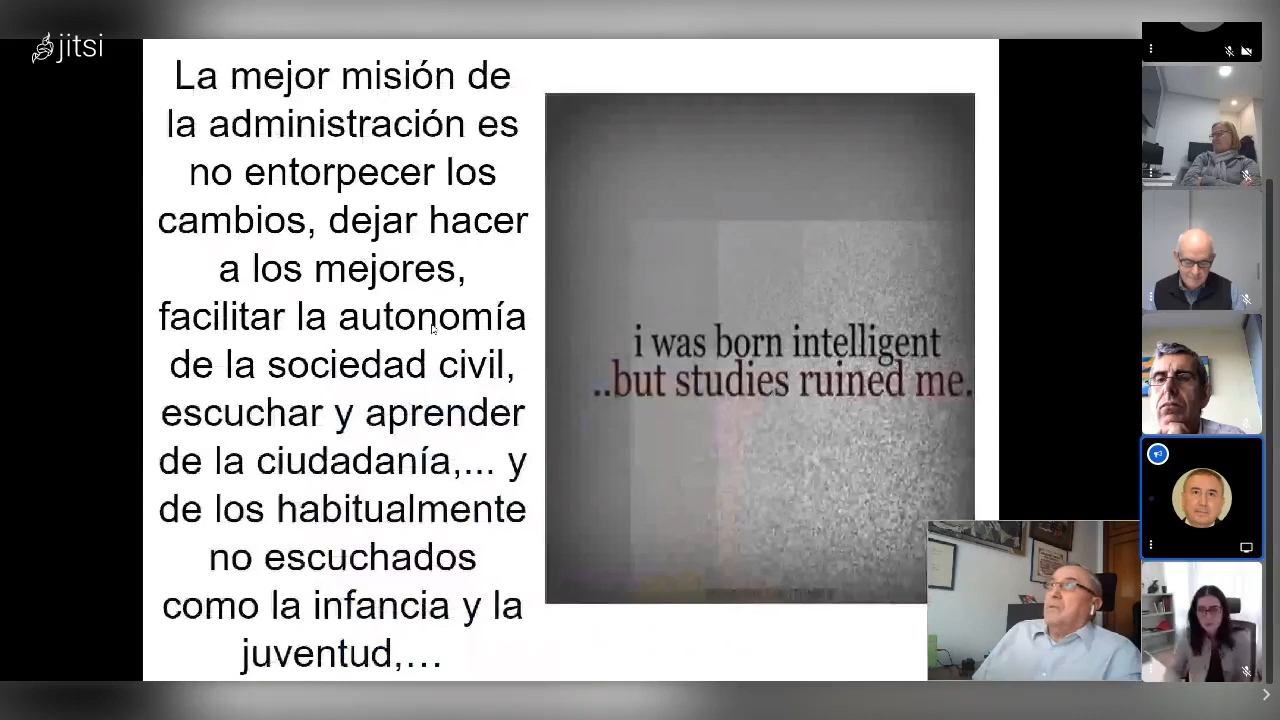 jitsi
La mejor misión de
la administración es
no entorpecer los
cambios, dejar hacer
a los mejores,
facilitar la autonomía
de la sociedad civil,
escuchar y aprender
de la ciudadanía,... y
de los habitualmente
no escuchados
como la infancia y la
juventud,...
i was born intelligent
..but studies ruined me.